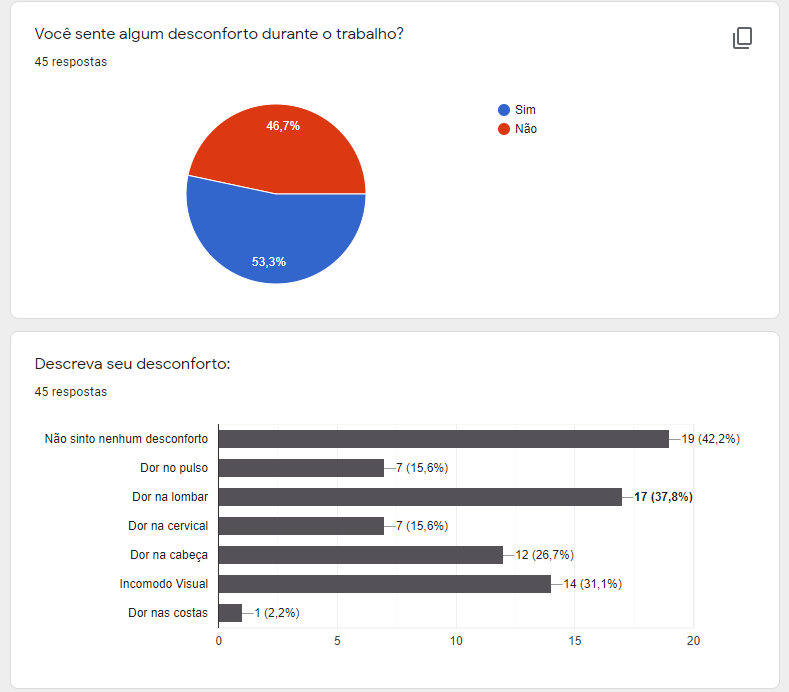 Você sente algum desconforto durante o trabalho?
45 respostas
Sim
Não
46,7%
53,3%
Descreva seu desconforto:
45 respostas
Não sinto nenhum desconforto 19 (42,2%)
Dor no pulso 7 (15,6%)
Dor na lombar 17 (37,8%)
Dor na cervical 7 (15,6%)
Dor na cabeça 12 (26,7%)
Incomodo Visual 14 (31,1%)
Dor nas costas 1 (2,2%)
0 5 10 15 20